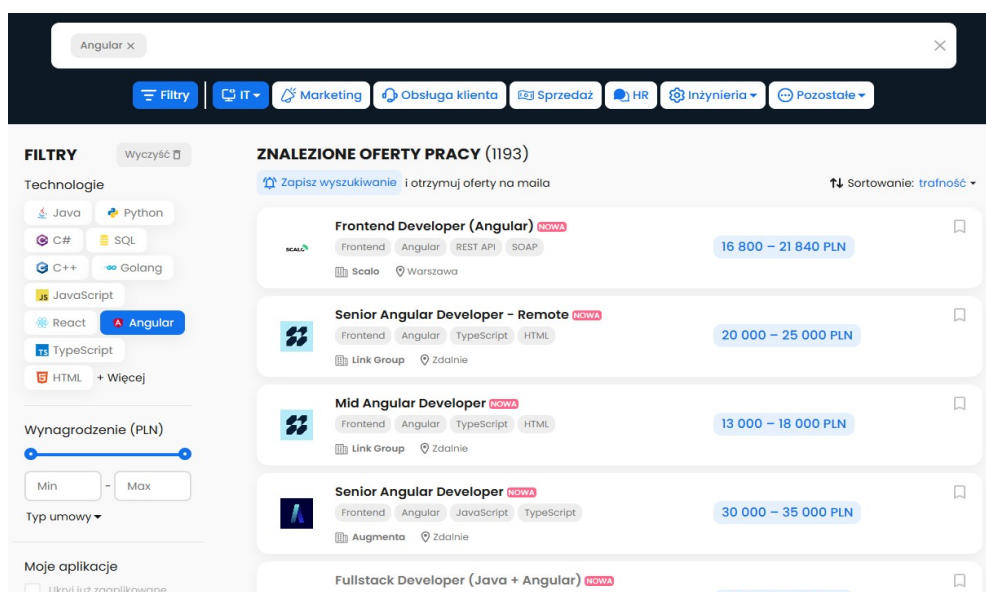 Angular ×
Filtry IT Marketing Obsługa klienta Sprzedaż HR Inżynieria Pozostałe
FILTRY Wyczyść
Technologie
Java Python
C# SQL
C++ Golang
JavaScript
React Angular
TypeScript
HTML + Więcej
Wynagrodzenie (PLN)
Min - Max
Typ umowy
Moje aplikacje
Ukryj już zaaplikowane
ZNALEZIONE OFERTY PRACY (1193)
Zapisz wyszukiwanie i otrzymuj oferty na maila
Sortowanie: trafność
Frontend Developer (Angular) NOWA
SCALO
Frontend Angular REST API SOAP
16 800 – 21 840 PLN
Scalo Warszawa
Senior Angular Developer - Remote NOWA
Frontend Angular TypeScript HTML
20 000 – 25 000 PLN
Link Group Zdalnie
Mid Angular Developer NOWA
Frontend Angular TypeScript HTML
13 000 – 18 000 PLN
Link Group Zdalnie
Senior Angular Developer NOWA
Frontend Angular JavaScript TypeScript
30 000 – 35 000 PLN
Augmenta Zdalnie
Fullstack Developer (Java + Angular) NOWA